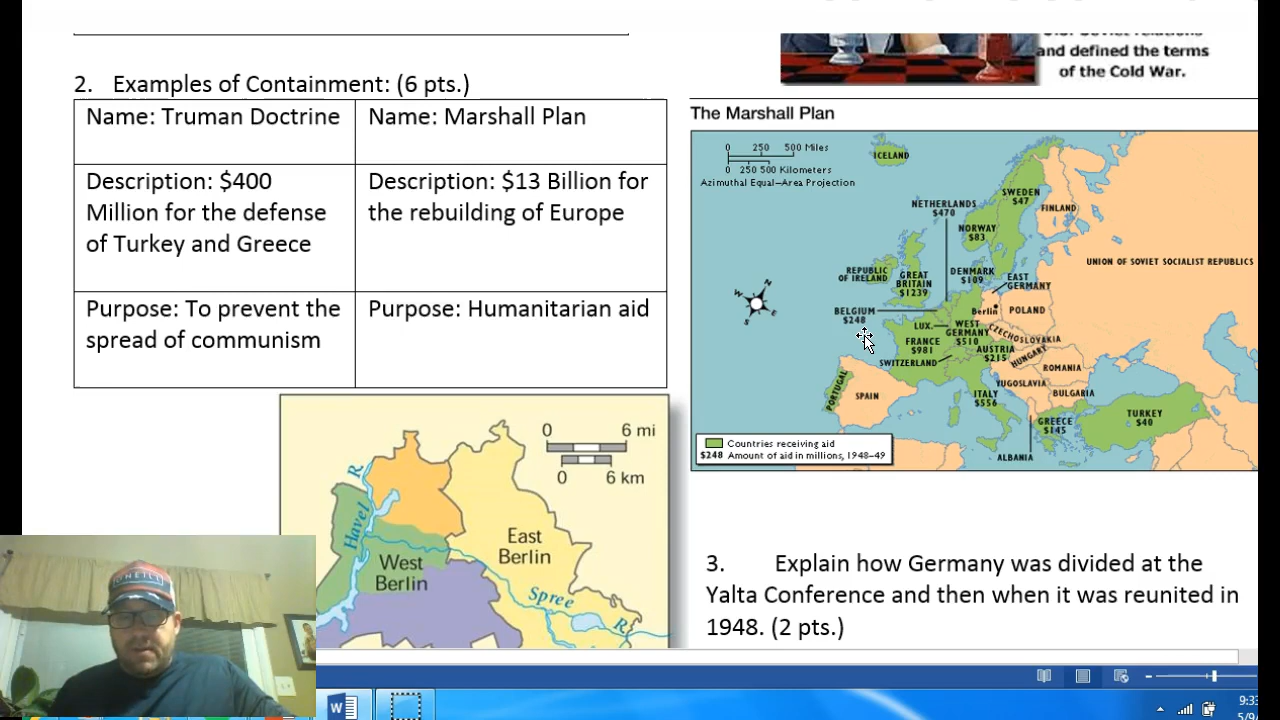 U.S. Soviet relations
and defined the terms
of the Cold War.
2. Examples of Containment: (6 pts.)
Name: Truman Doctrine
Name: Marshall Plan
Description: $400
Million for the defense
of Turkey and Greece
Description: $13 Billion for
the rebuilding of Europe
Purpose: To prevent the
spread of communism
Purpose: Humanitarian aid
The Marshall Plan
0 250 500 Miles
0 250 500 Kilometers
Azimuthal Equal-Area Projection
ICELAND
SWEDEN
$47
NETHERLANDS
$470
FINLAND
NORWAY
$83
UNION OF SOVIET SOCIALIST REPUBLICS
REPUBLIC
OF IRELAND
GREAT
BRITAIN
$1239
DENMARK
$109
EAST
GERMANY
N
W
E
S
BELGIUM
$248
Berlin
POLAND
LUX.
WEST
GERMANY
$510
CZECHOSLOVAKIA
FRANCE
$981
AUSTRIA
$215
HUNGARY
SWITZERLAND
ROMANIA
YUGOSLAVIA
PORTUGAL
SPAIN
ITALY
$556
BULGARIA
GREECE
$145
TURKEY
$40
ALBANIA
Countries receiving aid
$248 Amount of aid in millions, 1948–49
0 6 mi
0 6 km
Havel R.
West
Berlin
East
Berlin
Spree R.
3. Explain how Germany was divided at the
Yalta Conference and then when it was reunited in
1948. (2 pts.)
O'NEILL
W
9:33
5/9